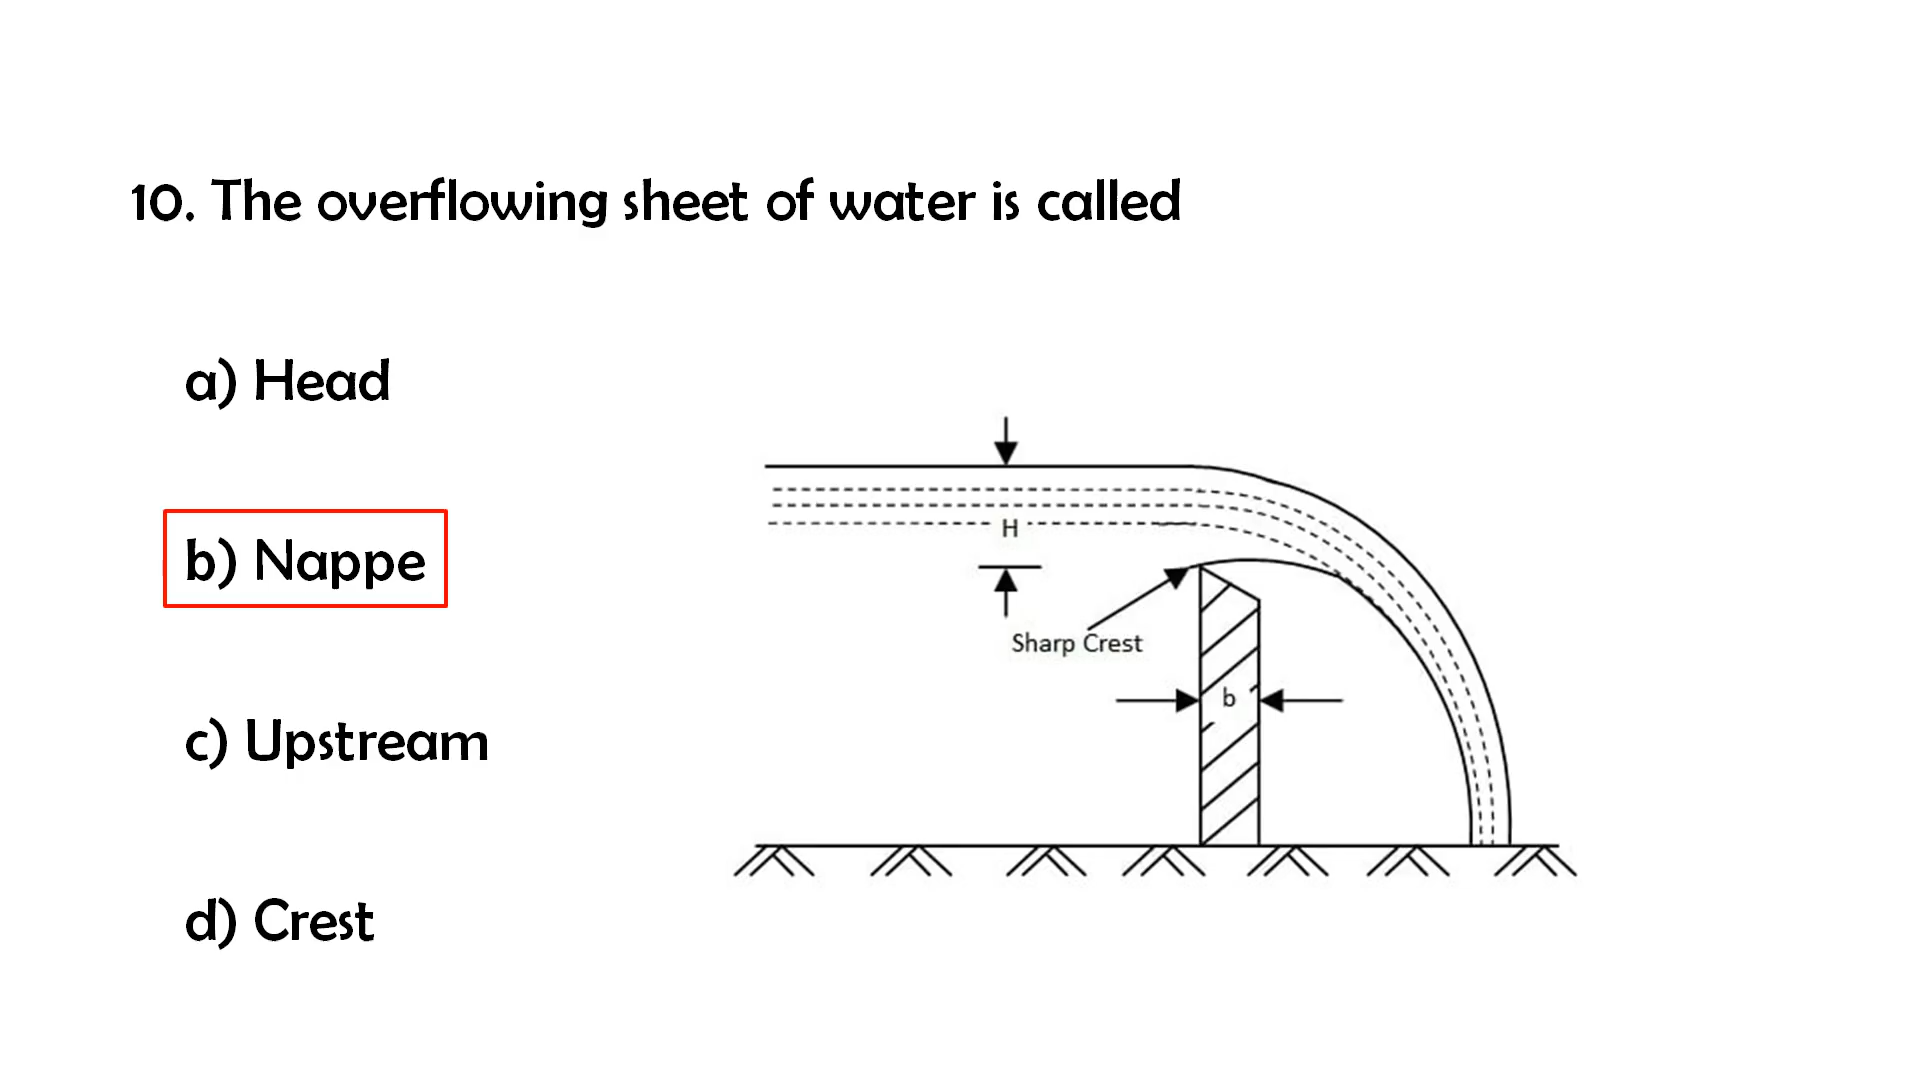 10. The overflowing sheet of water is called
a) Head
b) Nappe
c) Upstream
d) Crest
H
Sharp Crest
b